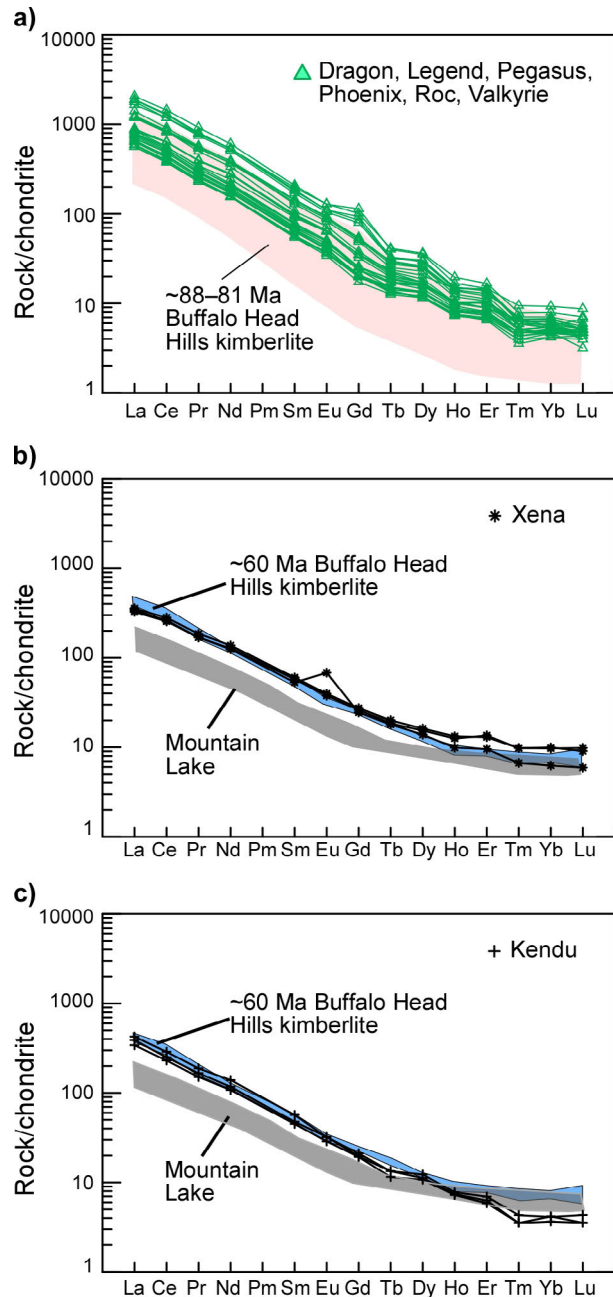 a)
10000
1000
100
10
1
Rock/chondrite
Dragon, Legend, Pegasus,
Phoenix, Roc, Valkyrie
~88–81 Ma
Buffalo Head
Hills kimberlite
La Ce Pr Nd Pm Sm Eu Gd Tb Dy Ho Er Tm Yb Lu
b)
10000
1000
100
10
1
Rock/chondrite
Xena
~60 Ma Buffalo Head
Hills kimberlite
Mountain
Lake
La Ce Pr Nd Pm Sm Eu Gd Tb Dy Ho Er Tm Yb Lu
c)
10000
1000
100
10
1
Rock/chondrite
Kendu
~60 Ma Buffalo Head
Hills kimberlite
Mountain
Lake
La Ce Pr Nd Pm Sm Eu Gd Tb Dy Ho Er Tm Yb Lu